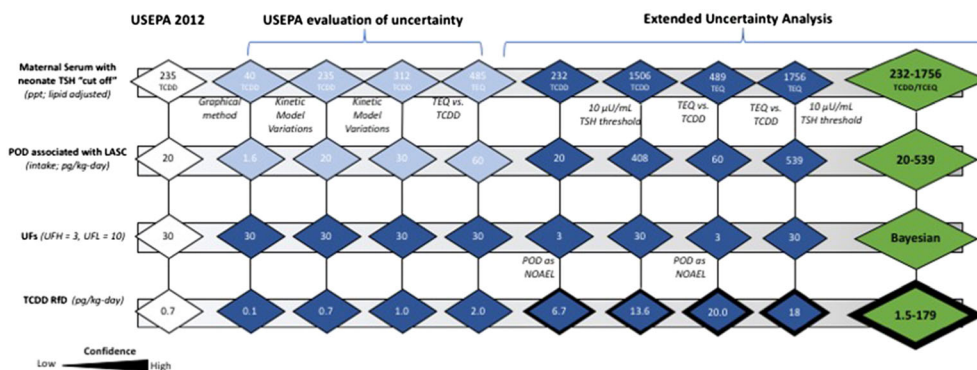 USEPA 2012 USEPA evaluation of uncertainty Extended Uncertainty Analysis
Maternal Serum with
neonate TSH “cut off”
(ppt; lipid adjusted)
235 40 235 312 485 232 1506 489 1756 232-1756
TCDD TCDD TCDD TCDD TEQ TCDD TCDD TEQ TEQ TCDD/TCEQ
Graphical
method
Kinetic
Model
Variations
Kinetic
Model
Variations
TEQ vs.
TCDD
10 µU/mL
TSH threshold
TEQ vs.
TCDD
TEQ vs.
TCDD
10 µU/mL
TSH threshold
POD associated with LASC
(intake; pg/kg-day)
20 1.6 20 30 60 20 408 60 539 20-539
UFs (UFH = 3, UFL = 10)
30 30 30 30 30 3 30 3 30 Bayesian
POD as
NOAEL
POD as
NOAEL
TCDD RfD (pg/kg-day)
0.7 0.1 0.7 1.0 2.0 6.7 13.6 20.0 18 1.5-179
Confidence
Low High